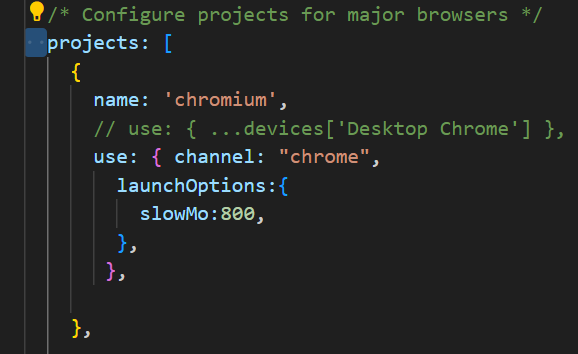 /* Configure projects for major browsers */
projects: [
{
name: 'chromium',
// use: { ...devices['Desktop Chrome'] },
use: { channel: "chrome",
launchOptions:{
slowMo:800,
},
},
},